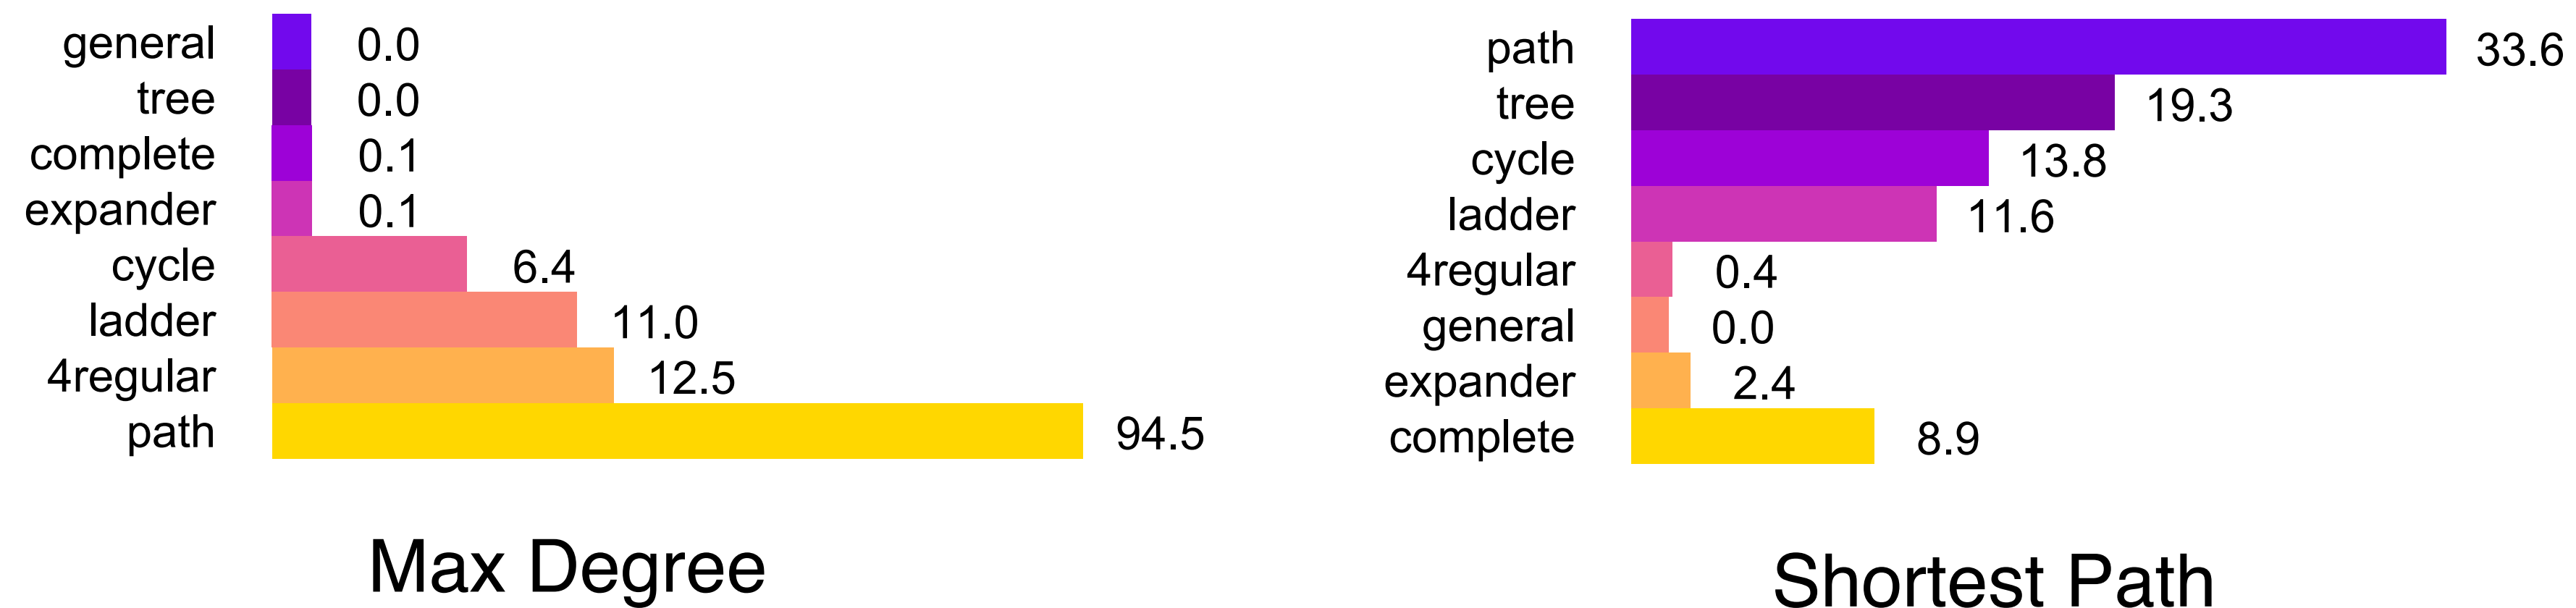 general 0.0
tree 0.0
complete 0.1
expander 0.1
cycle 6.4
ladder 11.0
4regular 12.5
path 94.5
Max Degree
path 33.6
tree 19.3
cycle 13.8
ladder 11.6
4regular 0.4
general 0.0
expander 2.4
complete 8.9
Shortest Path